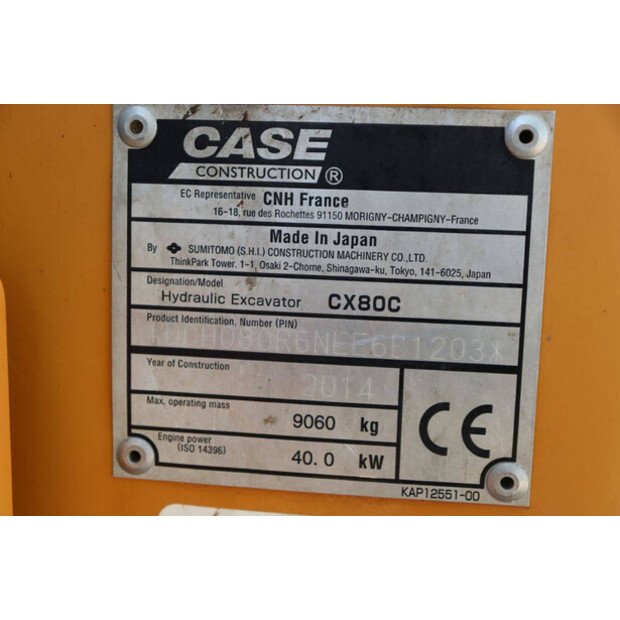 CASE
CONSTRUCTION ®
EC Representative CNH France
16-18, rue des Rochettes 91150 MORIGNY-CHAMPIGNY-France
Made In Japan
By SUMITOMO (S.H.I.) CONSTRUCTION MACHINERY CO.,LTD.
ThinkPark Tower. 1-1, Osaki 2-Chome, Shinagawa-ku, Tokyo, 141-6025, Japan
Designation/Model
Hydraulic Excavator CX80C
Product Identification, Number (PIN)
Year of Construction
2014
Max, operating mass
9060 kg
Engine power
(ISO 14396)
40.0 kW
CE
KAP12551-00